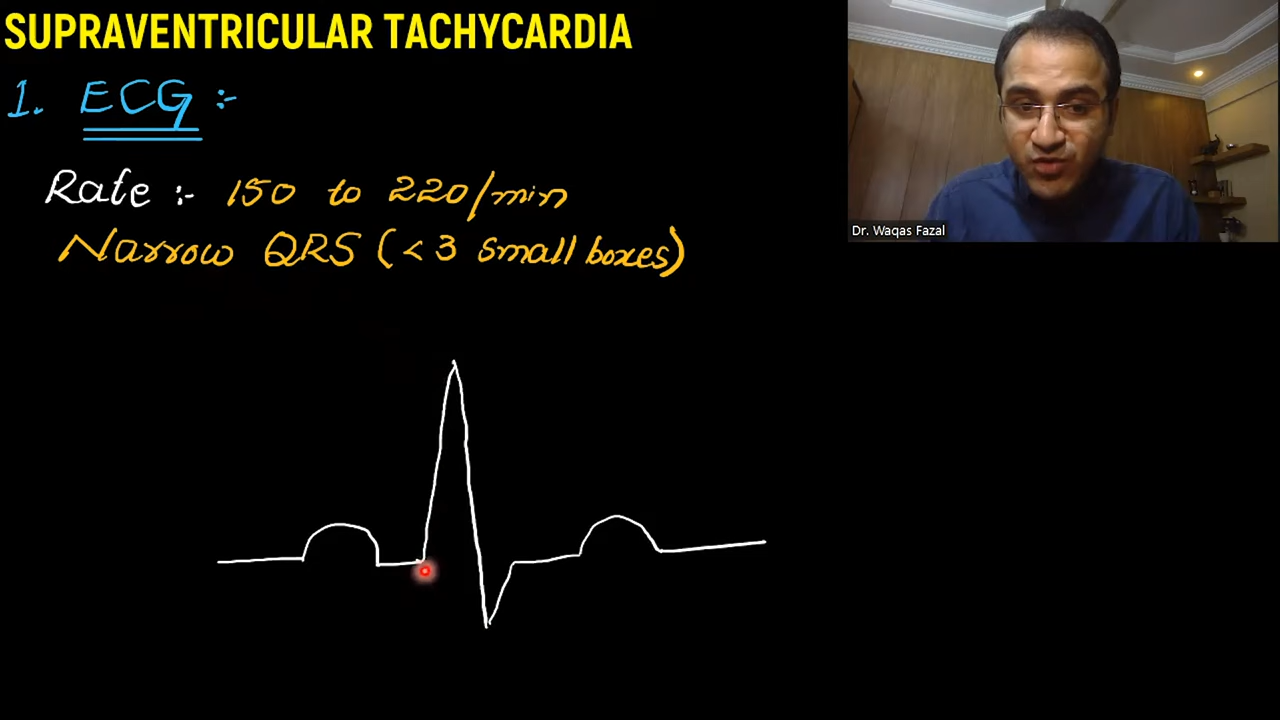 SUPRAVENTRICULAR TACHYCARDIA
1. ECG :-
Rate :- 150 to 220/min
Narrow QRS (< 3 small boxes)
Dr. Waqas Fazal